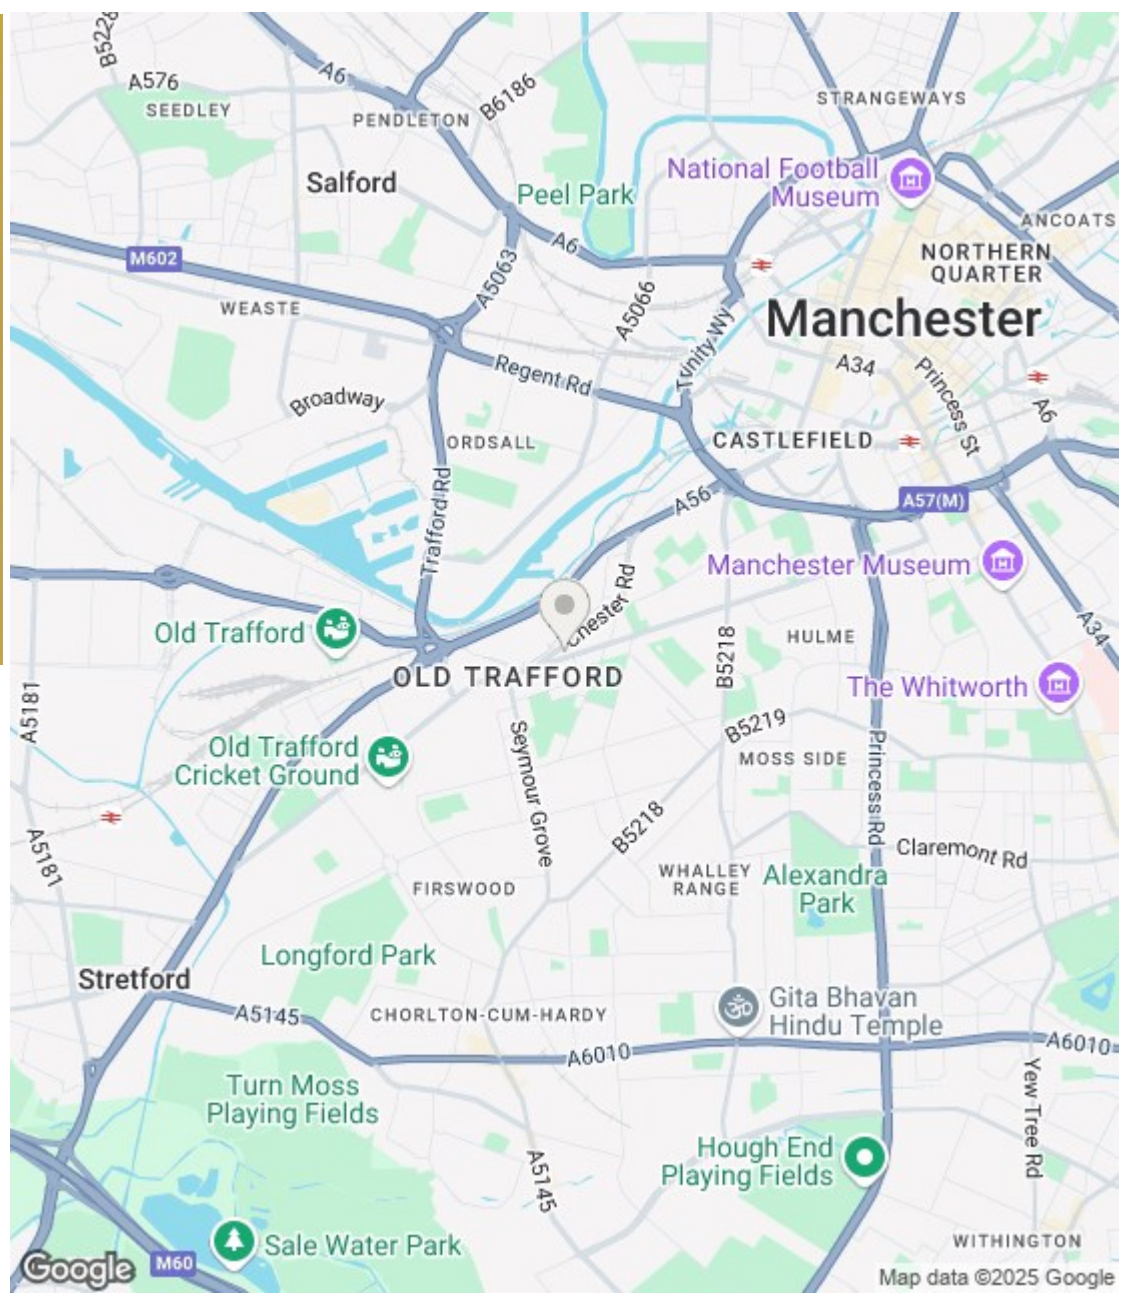 B5228
A576
SEEDLEY
A6
PENDLETON
B6186
STRANGEWAYS
Salford
Peel Park
National Football
Museum
ANCOATS
NORTHERN
QUARTER
M602
A6
A5063
A5066
WEASTE
Manchester
Trinity Wy
A34
Princess St
Regent Rd
Broadway
A6
ORDSALL
CASTLEFIELD
Trafford Rd
A56
A57(M)
Manchester Museum
Chester Rd
Old Trafford
B5218
HULME
A34
OLD TRAFFORD
The Whitworth
A5181
Seymour Grove
B5219
Old Trafford
Cricket Ground
MOSS SIDE
Princess Rd
B5218
A5181
Claremont Rd
FIRSWOOD
WHALLEY
RANGE
Alexandra
Park
Longford Park
Stretford
A5145
CHORLTON-CUM-HARDY
Gita Bhavan
Hindu Temple
A6010
A6010
Turn Moss
Playing Fields
Yew Tree Rd
Hough End
Playing Fields
A5145
Sale Water Park
WITHINGTON
M60
Google
Map data ©2025 Google